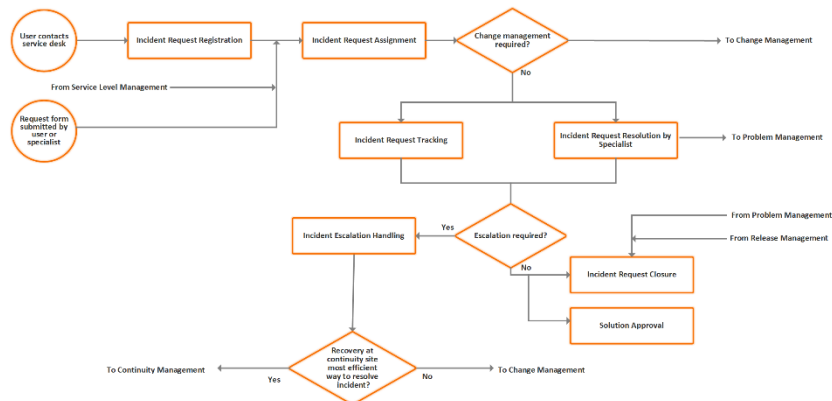 User contacts
service desk
Incident Request Registration
Incident Request Assignment
Change management
required?
To Change Management
No
From Service Level Management
Request form
submitted by
user or
specialist
Incident Request Tracking
Incident Request Resolution by
Specialist
To Problem Management
From Problem Management
Yes
Incident Escalation Handling
Escalation required?
From Release Management
No
Incident Request Closure
Solution Approval
Recovery at
continuity site
most efficient
way to resolve
Incident?
To Continuity Management
Yes
No
To Change Management